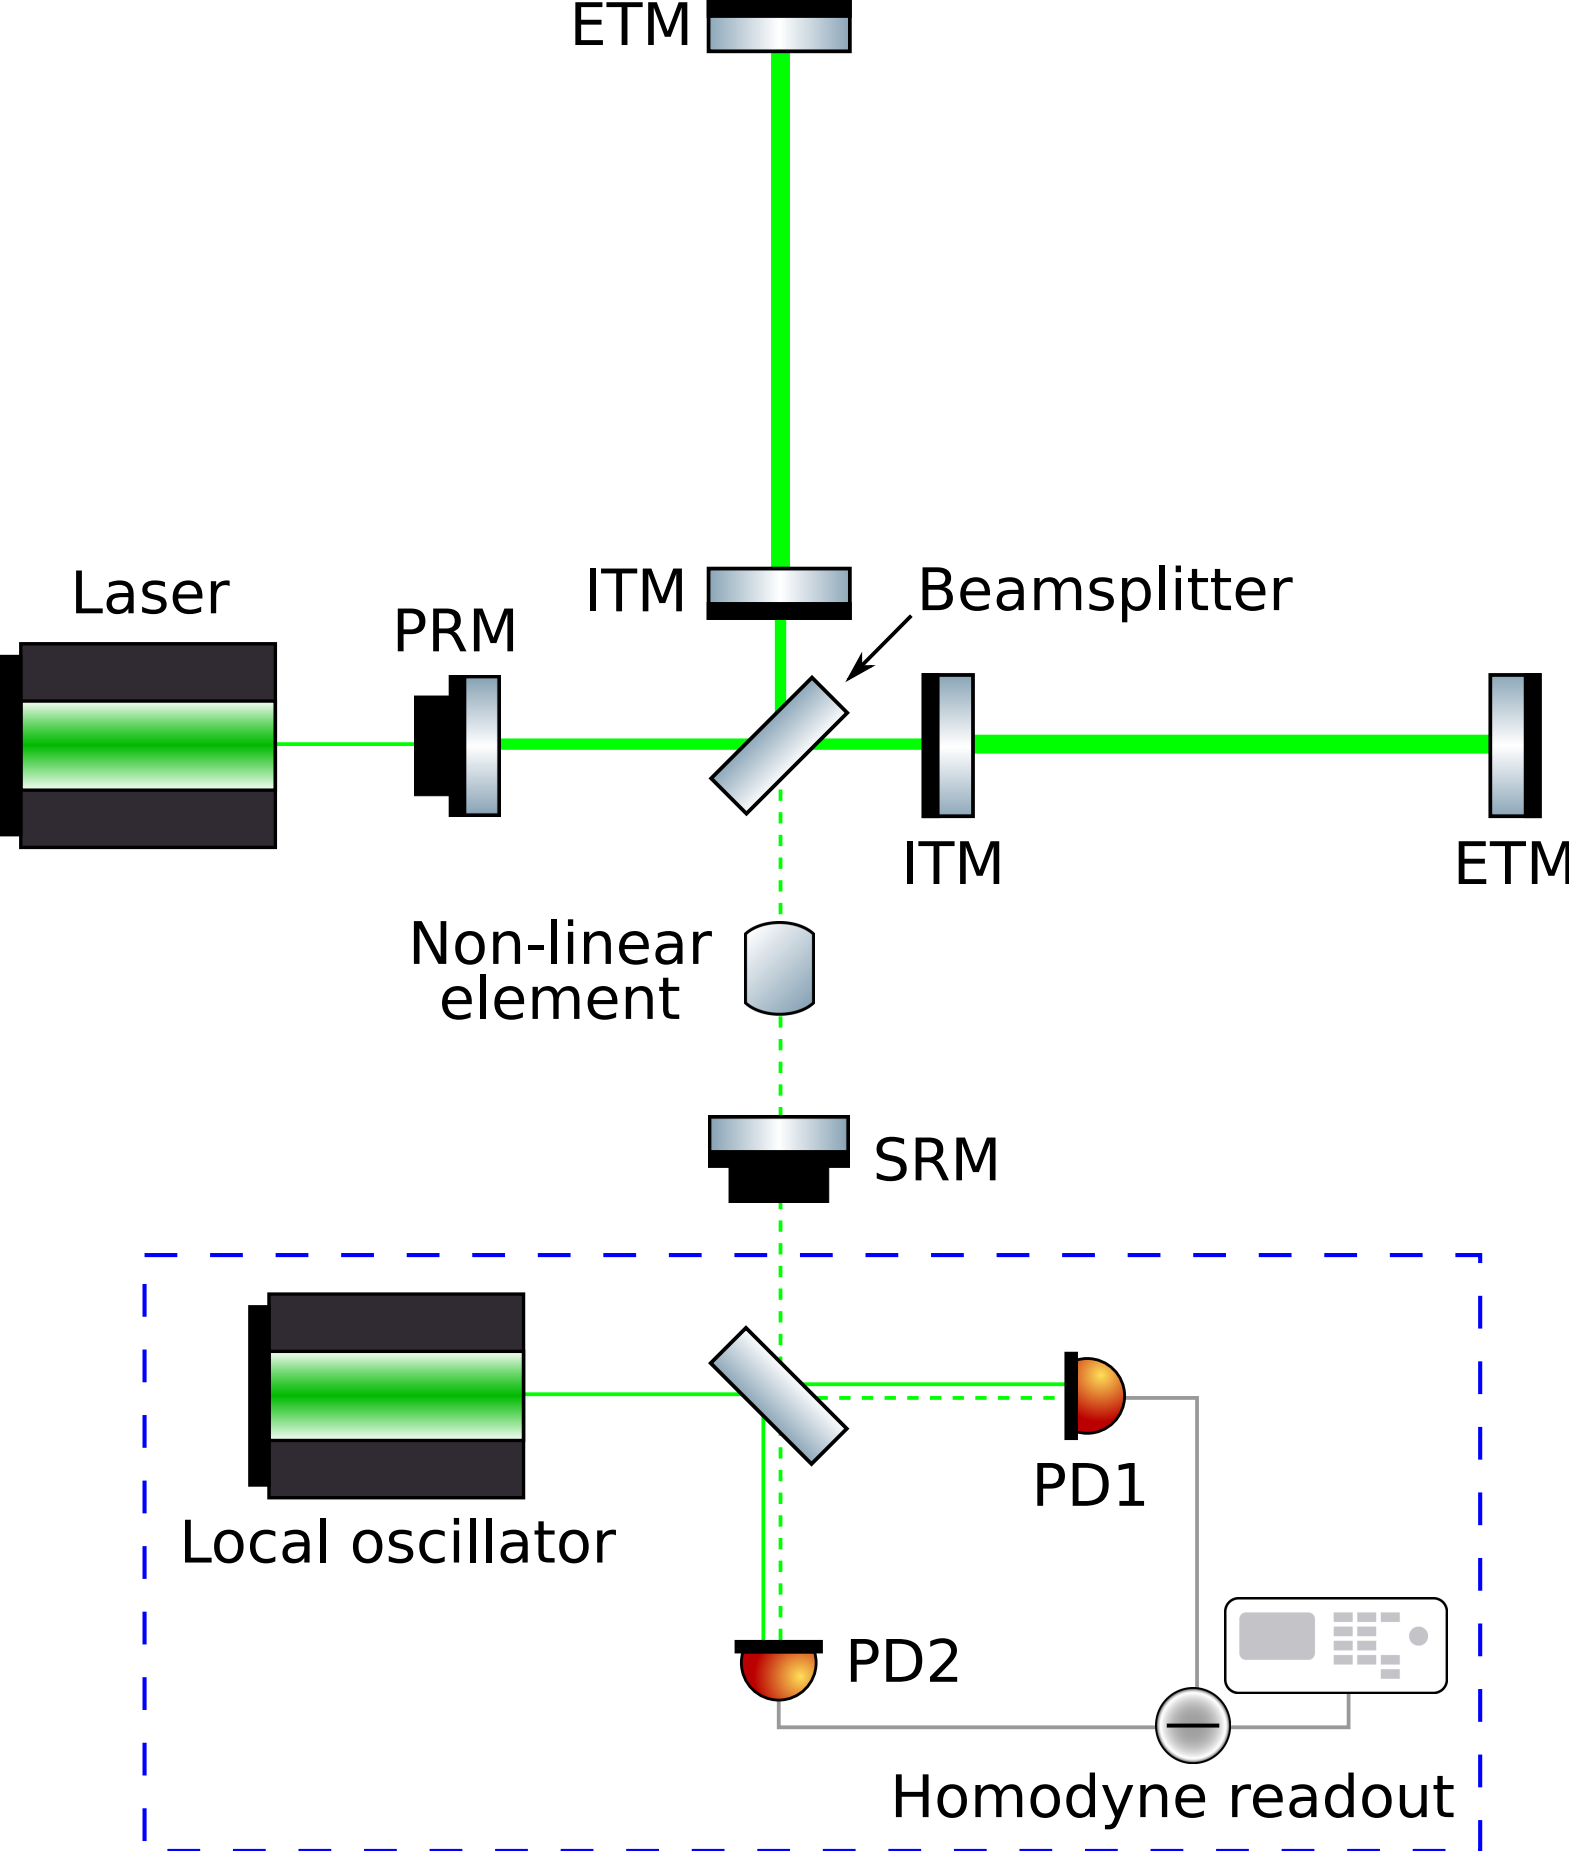 ETM
ITM
Beamsplitter
Laser
PRM
ITM
ETM
Non-linear
element
SRM
Local oscillator
PD1
PD2
Homodyne readout